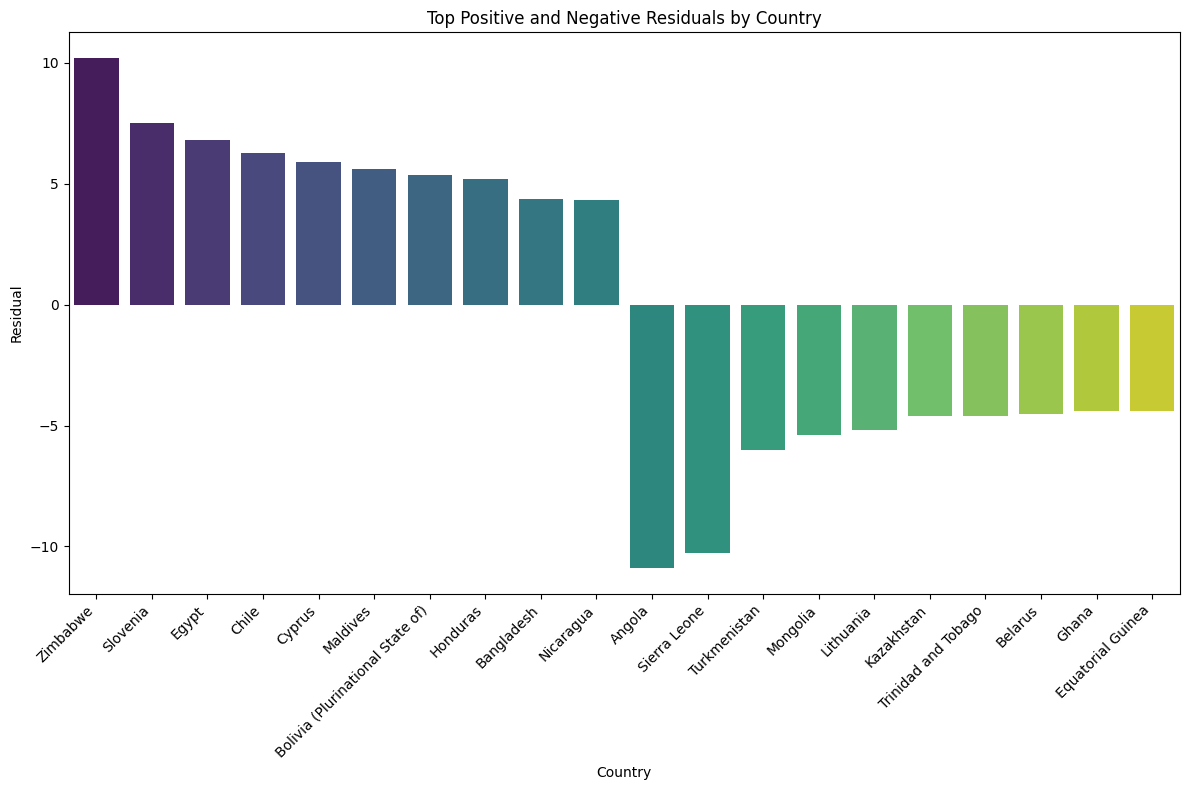 Top Positive and Negative Residuals by Country
Residual
10
5
0
−5
−10
Zimbabwe
Slovenia
Egypt
Chile
Cyprus
Maldives
Bolivia (Plurinational State of)
Honduras
Bangladesh
Nicaragua
Angola
Sierra Leone
Turkmenistan
Mongolia
Lithuania
Kazakhstan
Trinidad and Tobago
Belarus
Ghana
Equatorial Guinea
Country